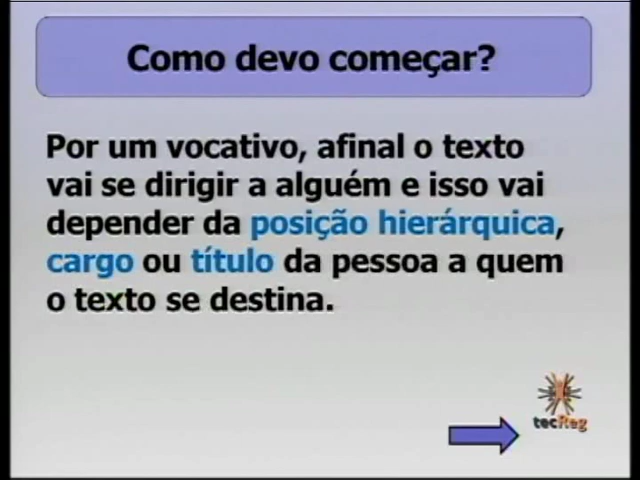 Como devo começar?
Por um vocativo, afinal o texto
vai se dirigir a alguém e isso vai
depender da posição hierárquica,
cargo ou título da pessoa a quem
o texto se destina.
tecReg